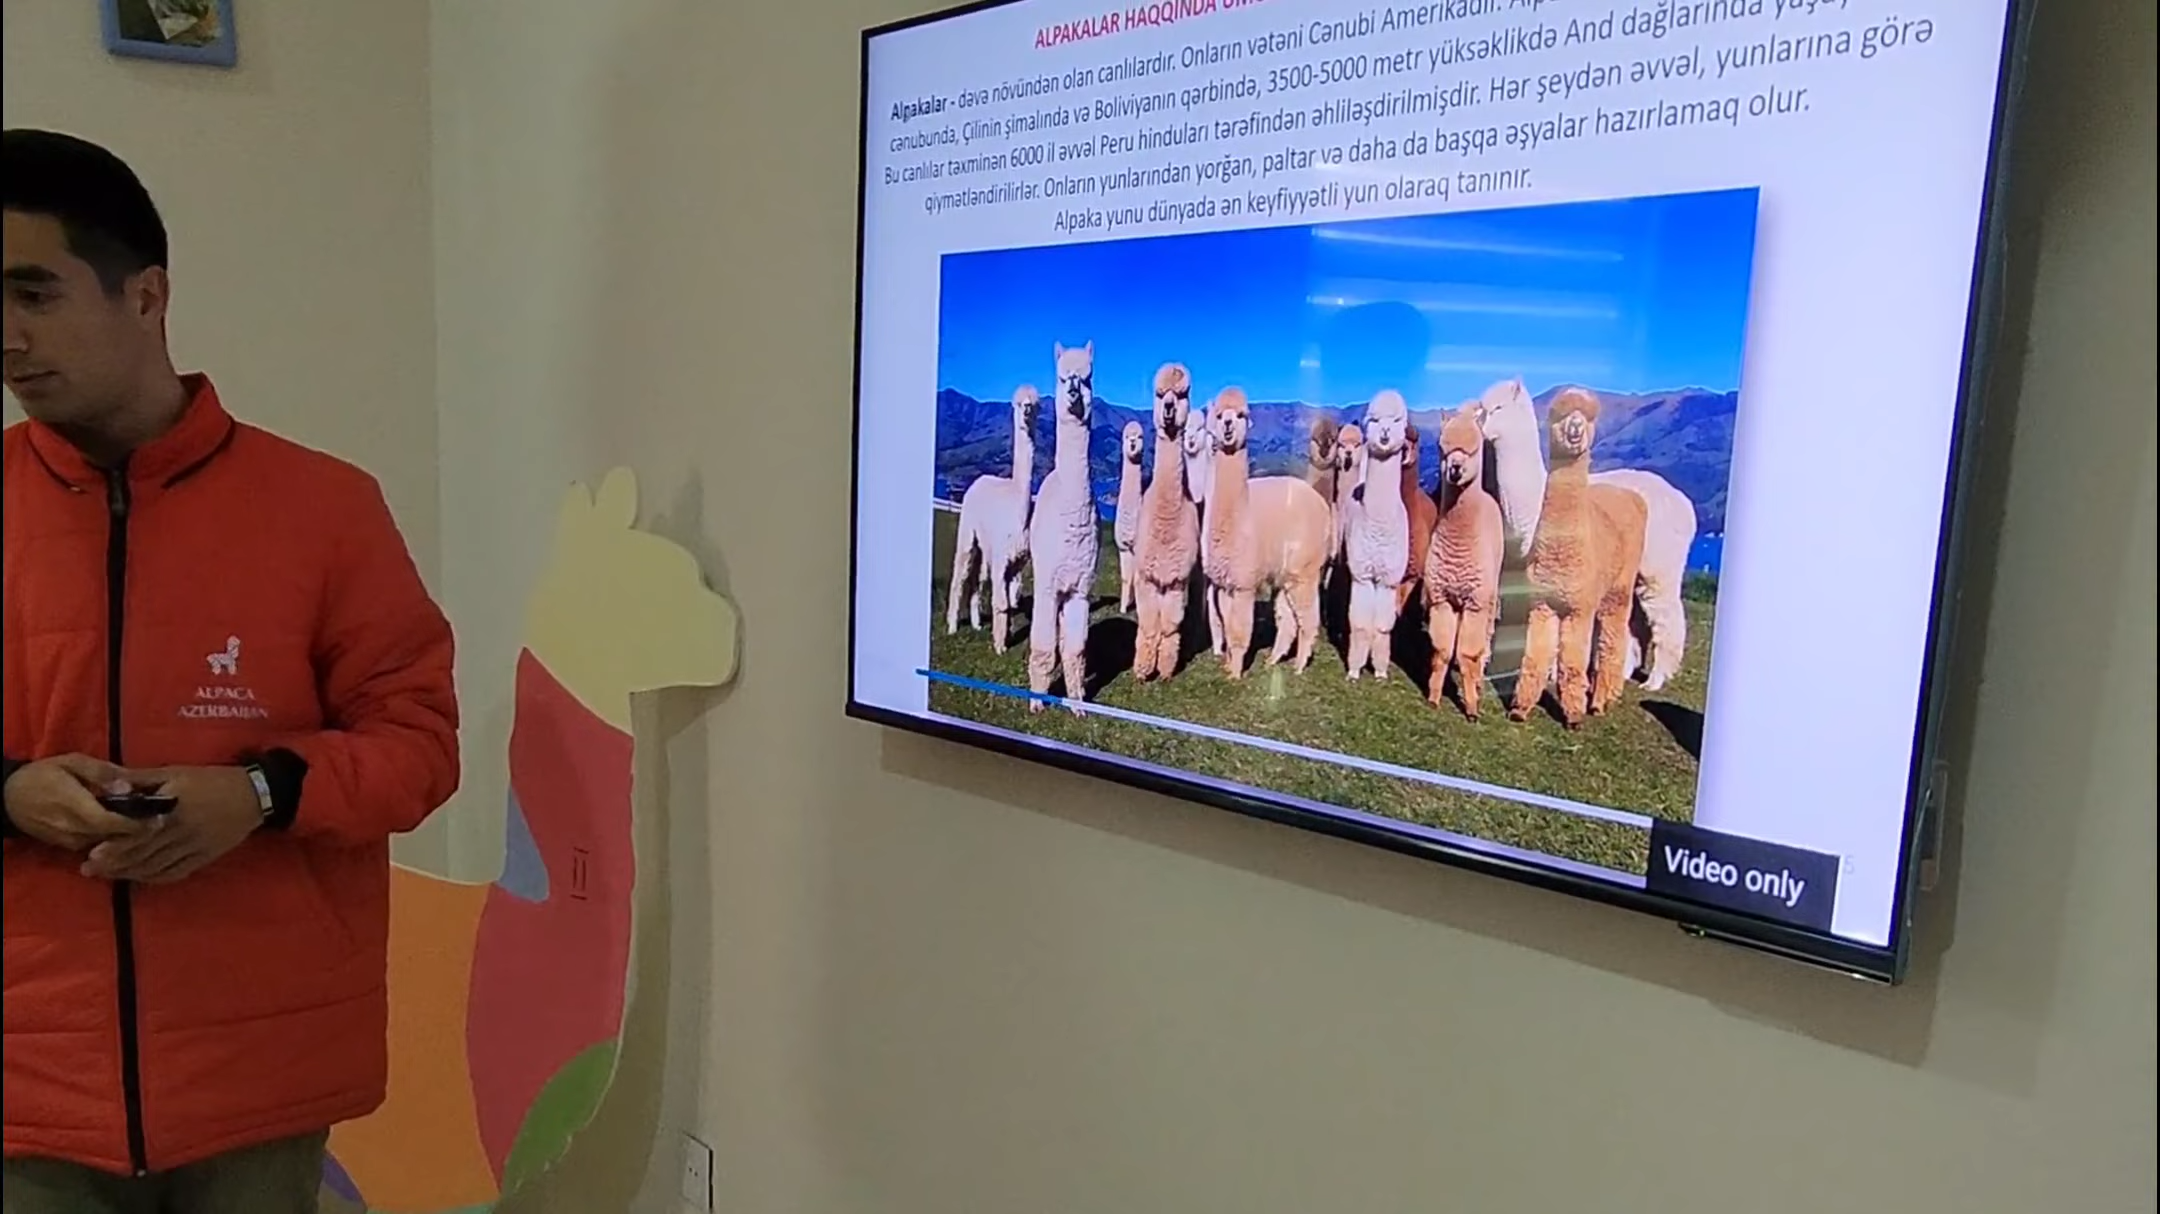 ALPAKALAR HAQQINDA
Alpakalar - dəvə növündən olan canlılardır. Onların vətəni Cənubi Amerikadır.
cənubunda, Çilinin şimalında və Boliviyanın qərbində, 3500-5000 metr yüksəklikdə And dağlarında
Bu canlılar təxminən 6000 il əvvəl Peru hinduları tərəfindən əhliləşdirilmişdir. Hər şeydən əvvəl, yunlarına görə
qiymətləndirilirlər. Onların yunlarından yorğan, paltar və daha da başqa əşyalar hazırlamaq olur.
Alpaka yunu dünyada ən keyfiyyətli yun olaraq tanınır.
ALPACA
AZERBAIJAN
Video only
5